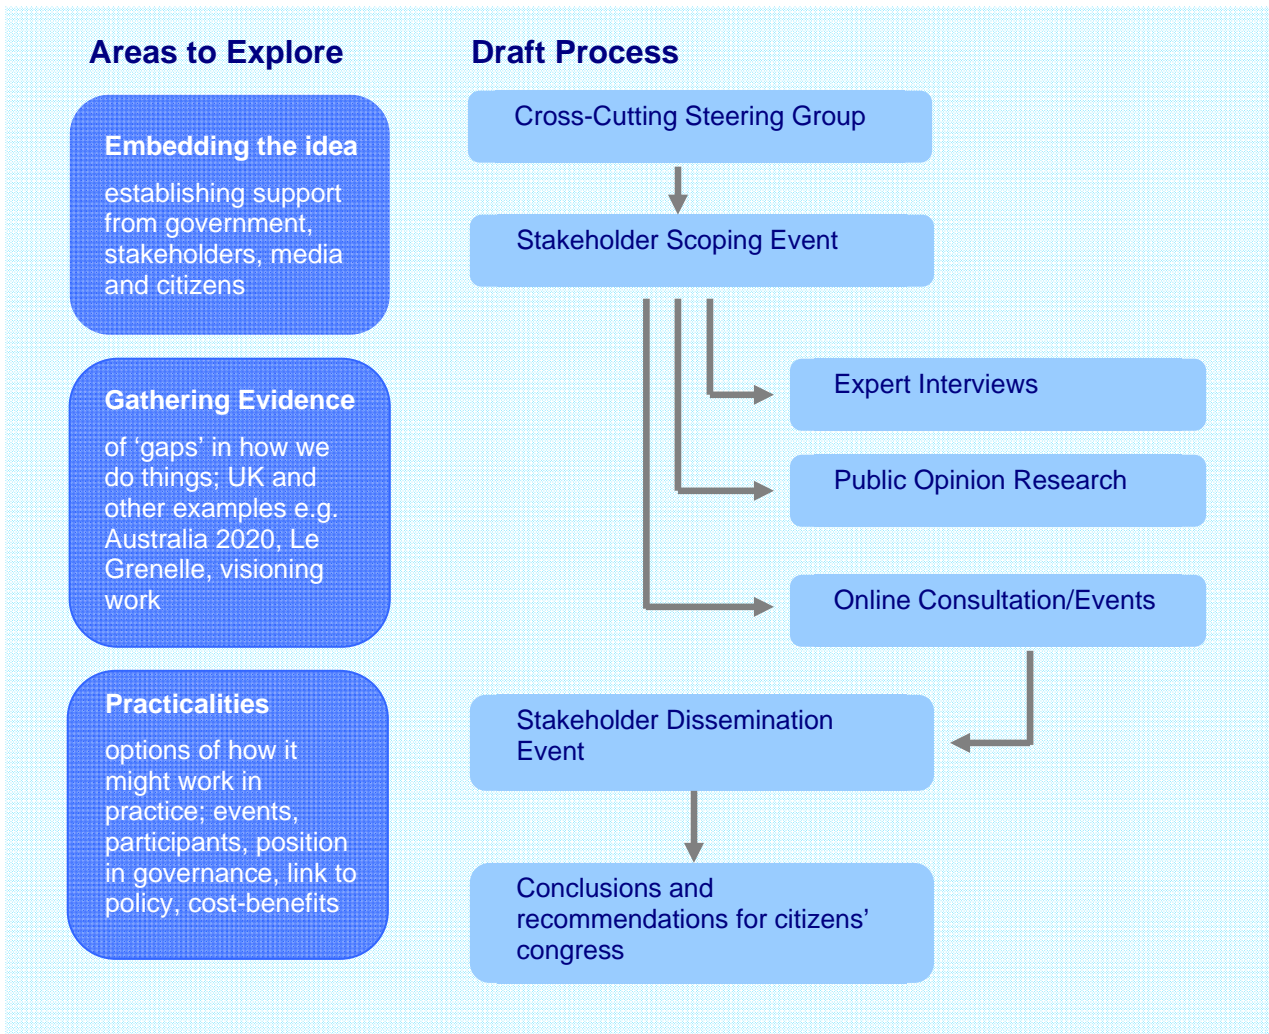 Areas to Explore
Embedding the idea
establishing support
from government,
stakeholders, media
and citizens
Gathering Evidence
of ‘gaps’ in how we
do things; UK and
other examples e.g.
Australia 2020, Le
Grenelle, visioning
work
Practicalities
options of how it
might work in
practice; events,
participants, position
in governance, link to
policy, cost-benefits
Draft Process
Cross-Cutting Steering Group
Stakeholder Scoping Event
Expert Interviews
Public Opinion Research
Online Consultation/Events
Stakeholder Dissemination
Event
Conclusions and
recommendations for citizens’
congress